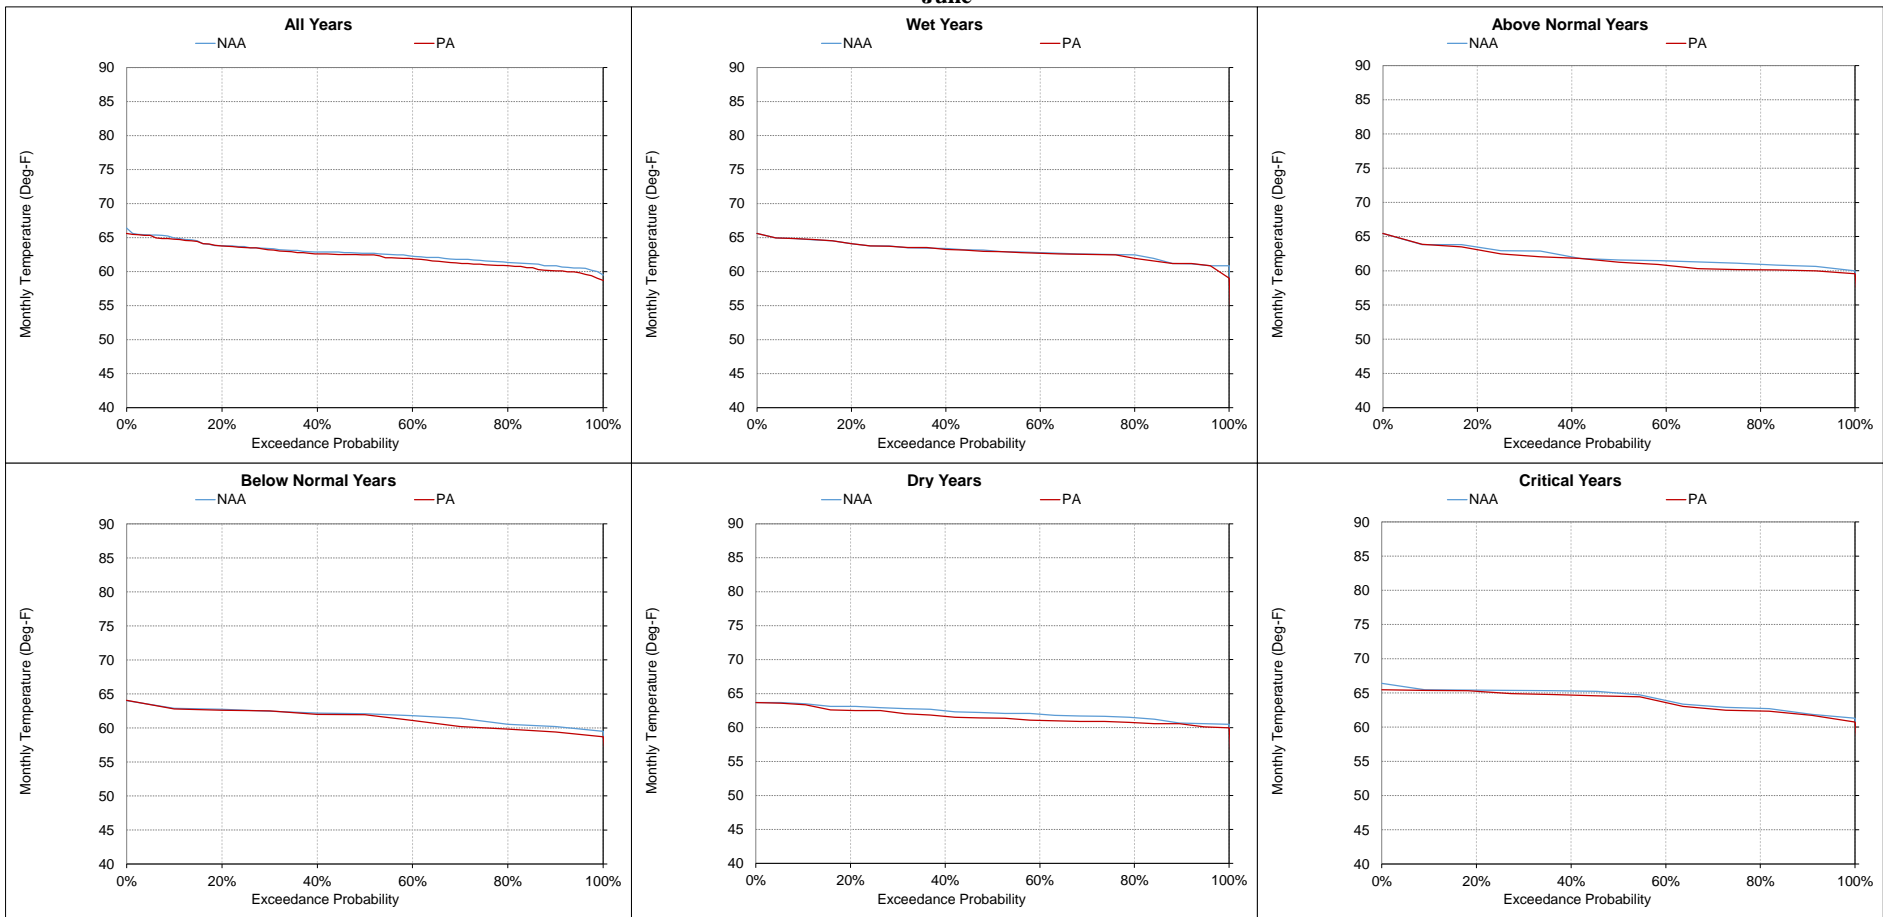 June
All Years
NAA PA
90
85
80
75
70
65
60
55
50
45
40
0% 20% 40% 60% 80% 100%
Monthly Temperature (Deg-F)
Exceedance Probability
Wet Years
NAA PA
90
85
80
75
70
65
60
55
50
45
40
0% 20% 40% 60% 80% 100%
Monthly Temperature (Deg-F)
Exceedance Probability
Above Normal Years
NAA PA
90
85
80
75
70
65
60
55
50
45
40
0% 20% 40% 60% 80% 100%
Monthly Temperature (Deg-F)
Exceedance Probability
Below Normal Years
NAA PA
90
85
80
75
70
65
60
55
50
45
40
0% 20% 40% 60% 80% 100%
Monthly Temperature (Deg-F)
Exceedance Probability
Dry Years
NAA PA
90
85
80
75
70
65
60
55
50
45
40
0% 20% 40% 60% 80% 100%
Monthly Temperature (Deg-F)
Exceedance Probability
Critical Years
NAA PA
90
85
80
75
70
65
60
55
50
45
40
0% 20% 40% 60% 80% 100%
Monthly Temperature (Deg-F)
Exceedance Probability